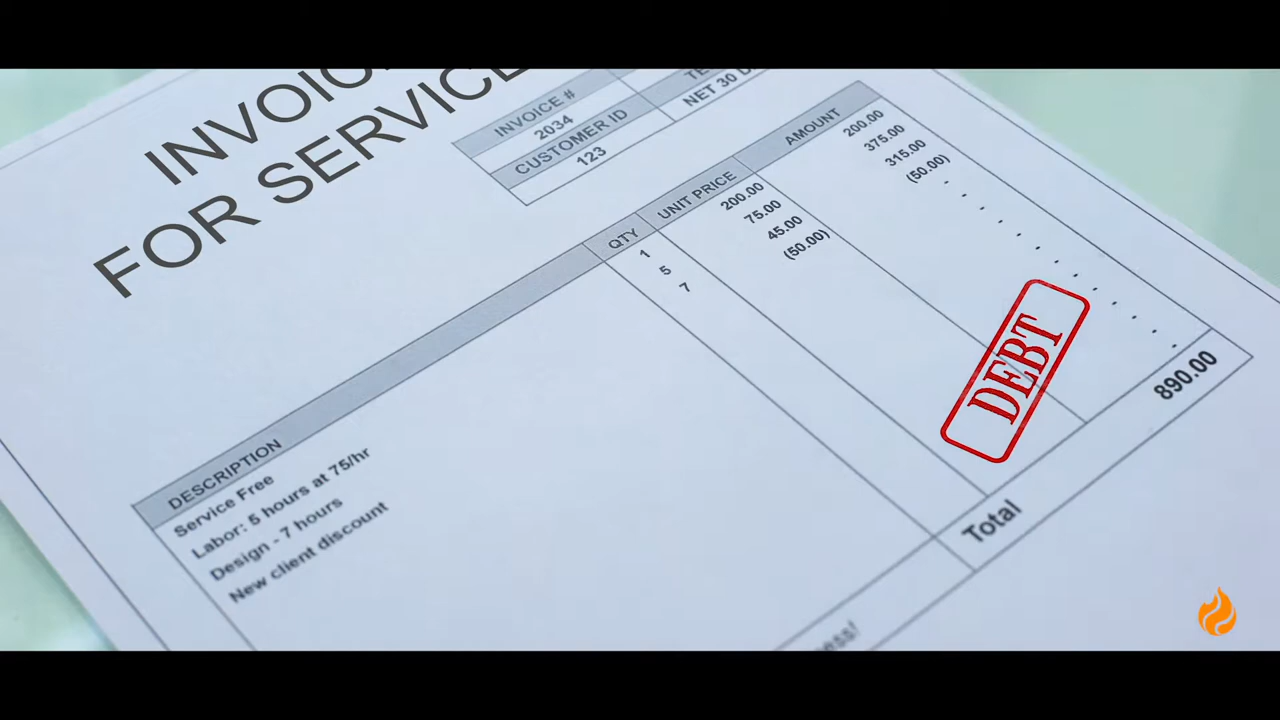 INVOICE
FOR SERVICE
INVOICE #
2034
CUSTOMER ID
123
NET 30
DESCRIPTION QTY UNIT PRICE AMOUNT
Service Free 1 200.00 200.00
Labor: 5 hours at 75/hr 5 75.00 375.00
Design - 7 hours 7 45.00 315.00
New client discount (50.00) (50.00)
DEBT
Total 890.00